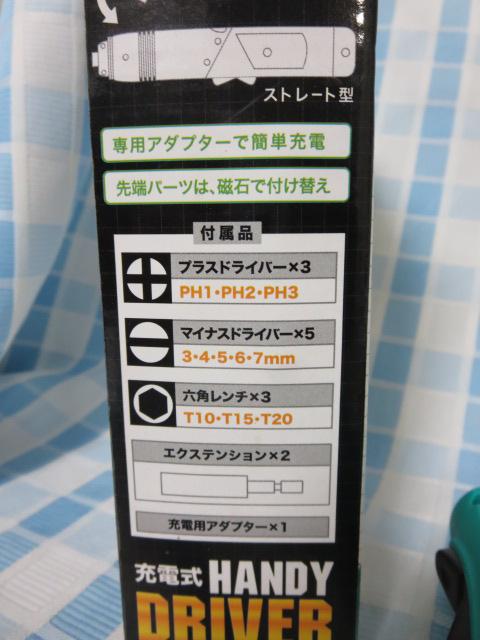 ストレート型
専用アダプターで簡単充電
先端パーツは、磁石で付け替え
付属品
プラスドライバー×3
PH1・PH2・PH3
マイナスドライバー×5
3・4・5・6・7mm
六角レンチ×3
T10・T15・T20
エクステンション×2
充電用アダプター×1
充電式 HANDY
DRIVER